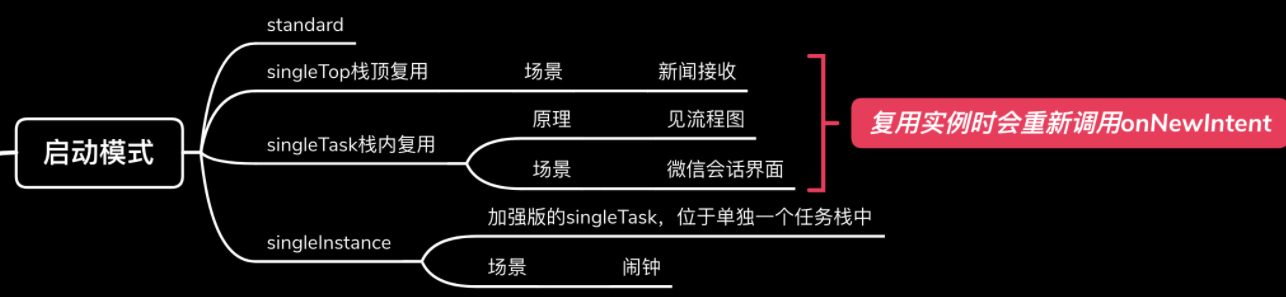 启动模式
standard
singleTop栈顶复用 场景 新闻接收
singleTask栈内复用
原理 见流程图
场景 微信会话界面
复用实例时会重新调用onNewIntent
singleInstance
加强版的singleTask，位于单独一个任务栈中
场景 闹钟